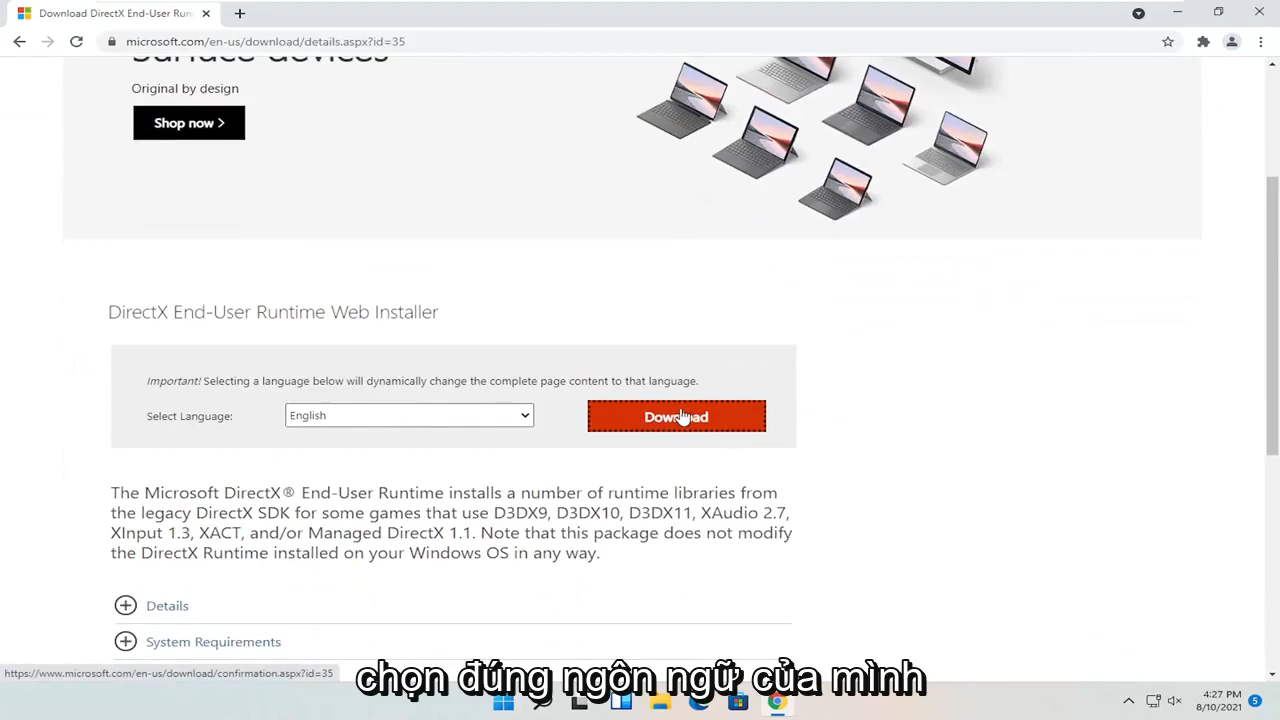 Download DirectX End-User Run
microsoft.com/en-us/download/details.aspx?id=35
Surface devices
Original by design
Shop now >
DirectX End-User Runtime Web Installer
Important! Selecting a language below will dynamically change the complete page content to that language.
Select Language:
English
Download
The Microsoft DirectX® End-User Runtime installs a number of runtime libraries from
the legacy DirectX SDK for some games that use D3DX9, D3DX10, D3DX11, XAudio 2.7,
XInput 1.3, XACT, and/or Managed DirectX 1.1. Note that this package does not modify
the DirectX Runtime installed on your Windows OS in any way.
Details
System Requirements
https://www.microsoft.com/en-us/download/confirmation.aspx?id=35
chọn đúng ngôn ngữ của mình
4:27 PM
8/10/2021
5